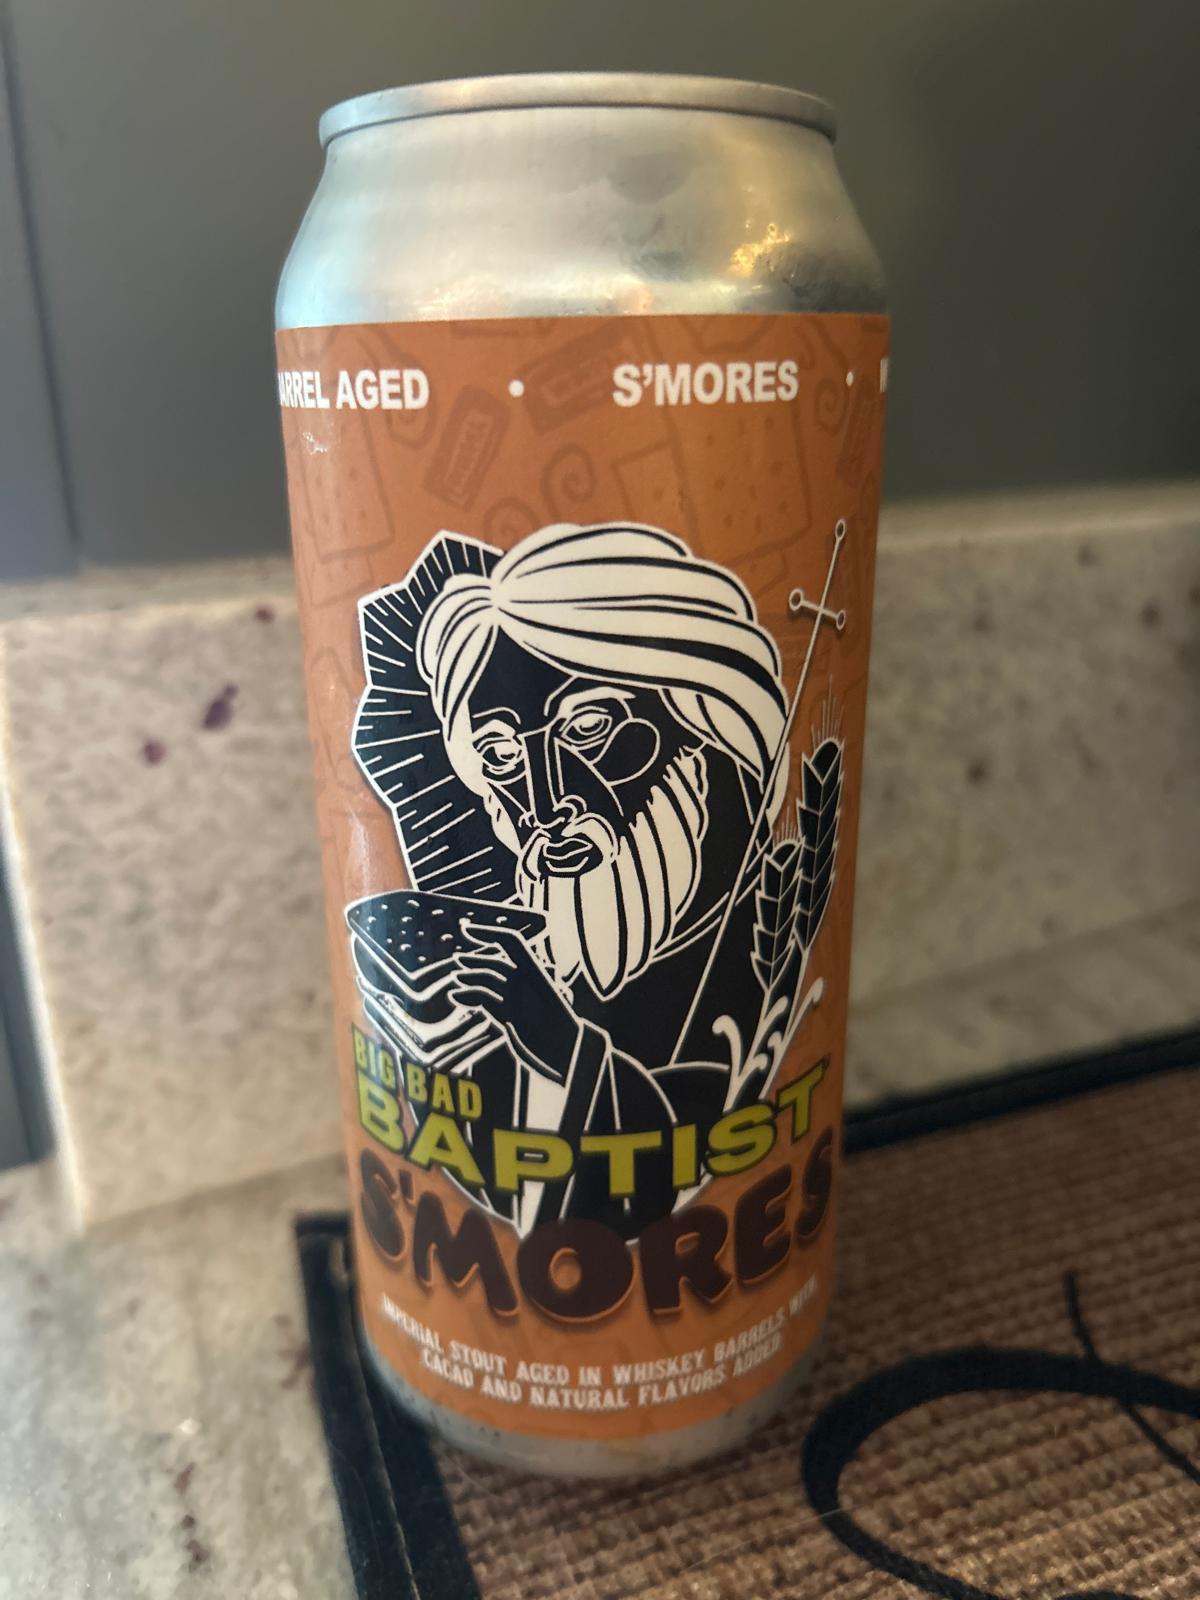 ARREL AGED • S'MORES •
BIG BAD
BAPTIST
S'MORES
IMPERIAL STOUT AGED IN WHISKEY BARRELS WITH
CACAO AND NATURAL FLAVORS ADDED